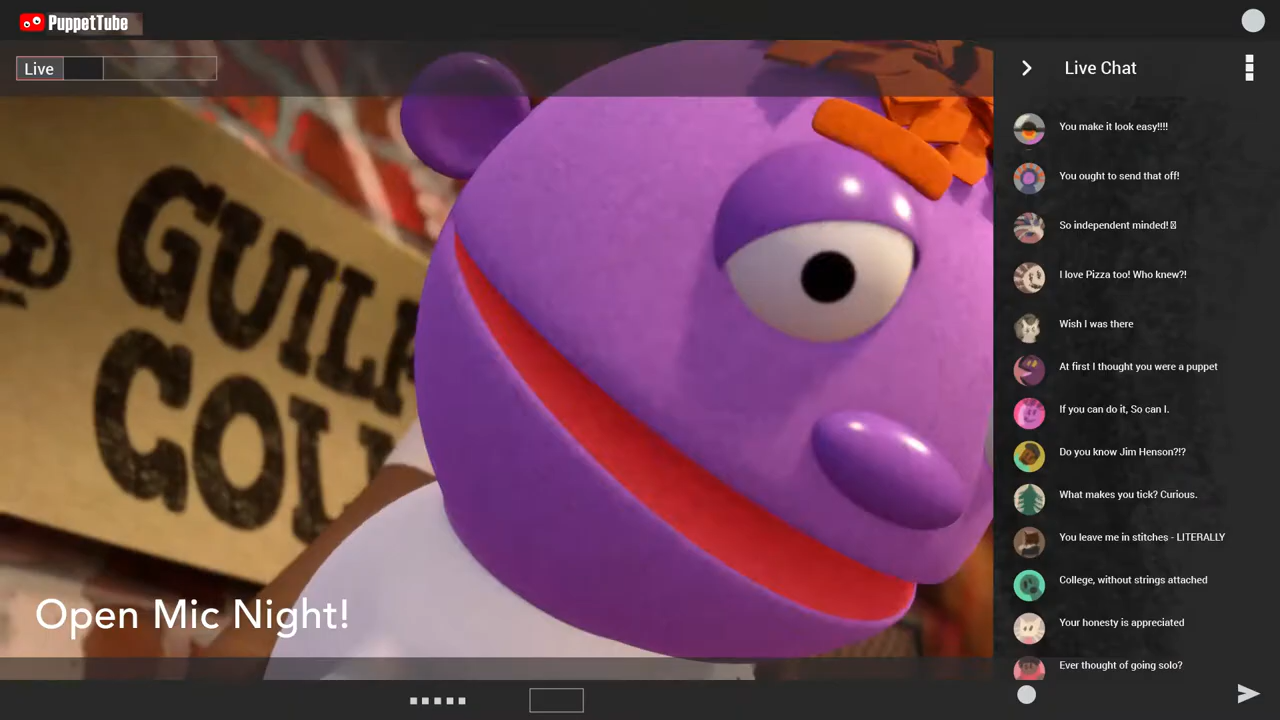 PuppetTube
Live
Live Chat
GUILA
COL
Open Mic Night!
You make it look easy!!!!
You ought to send that off!
So independent minded!
I love Pizza too! Who knew?!
Wish I was there
At first I thought you were a puppet
If you can do it, So can I.
Do you know Jim Henson?!?
What makes you tick? Curious.
You leave me in stitches - LITERALLY
College, without strings attached
Your honesty is appreciated
Ever thought of going solo?